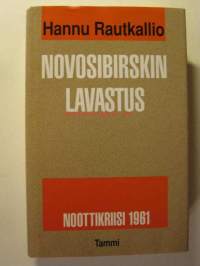 Hannu Rautkallio
NOVOSIBIRSKIN
LAVASTUS
NOOTTIKRIISI 1961
Tammi